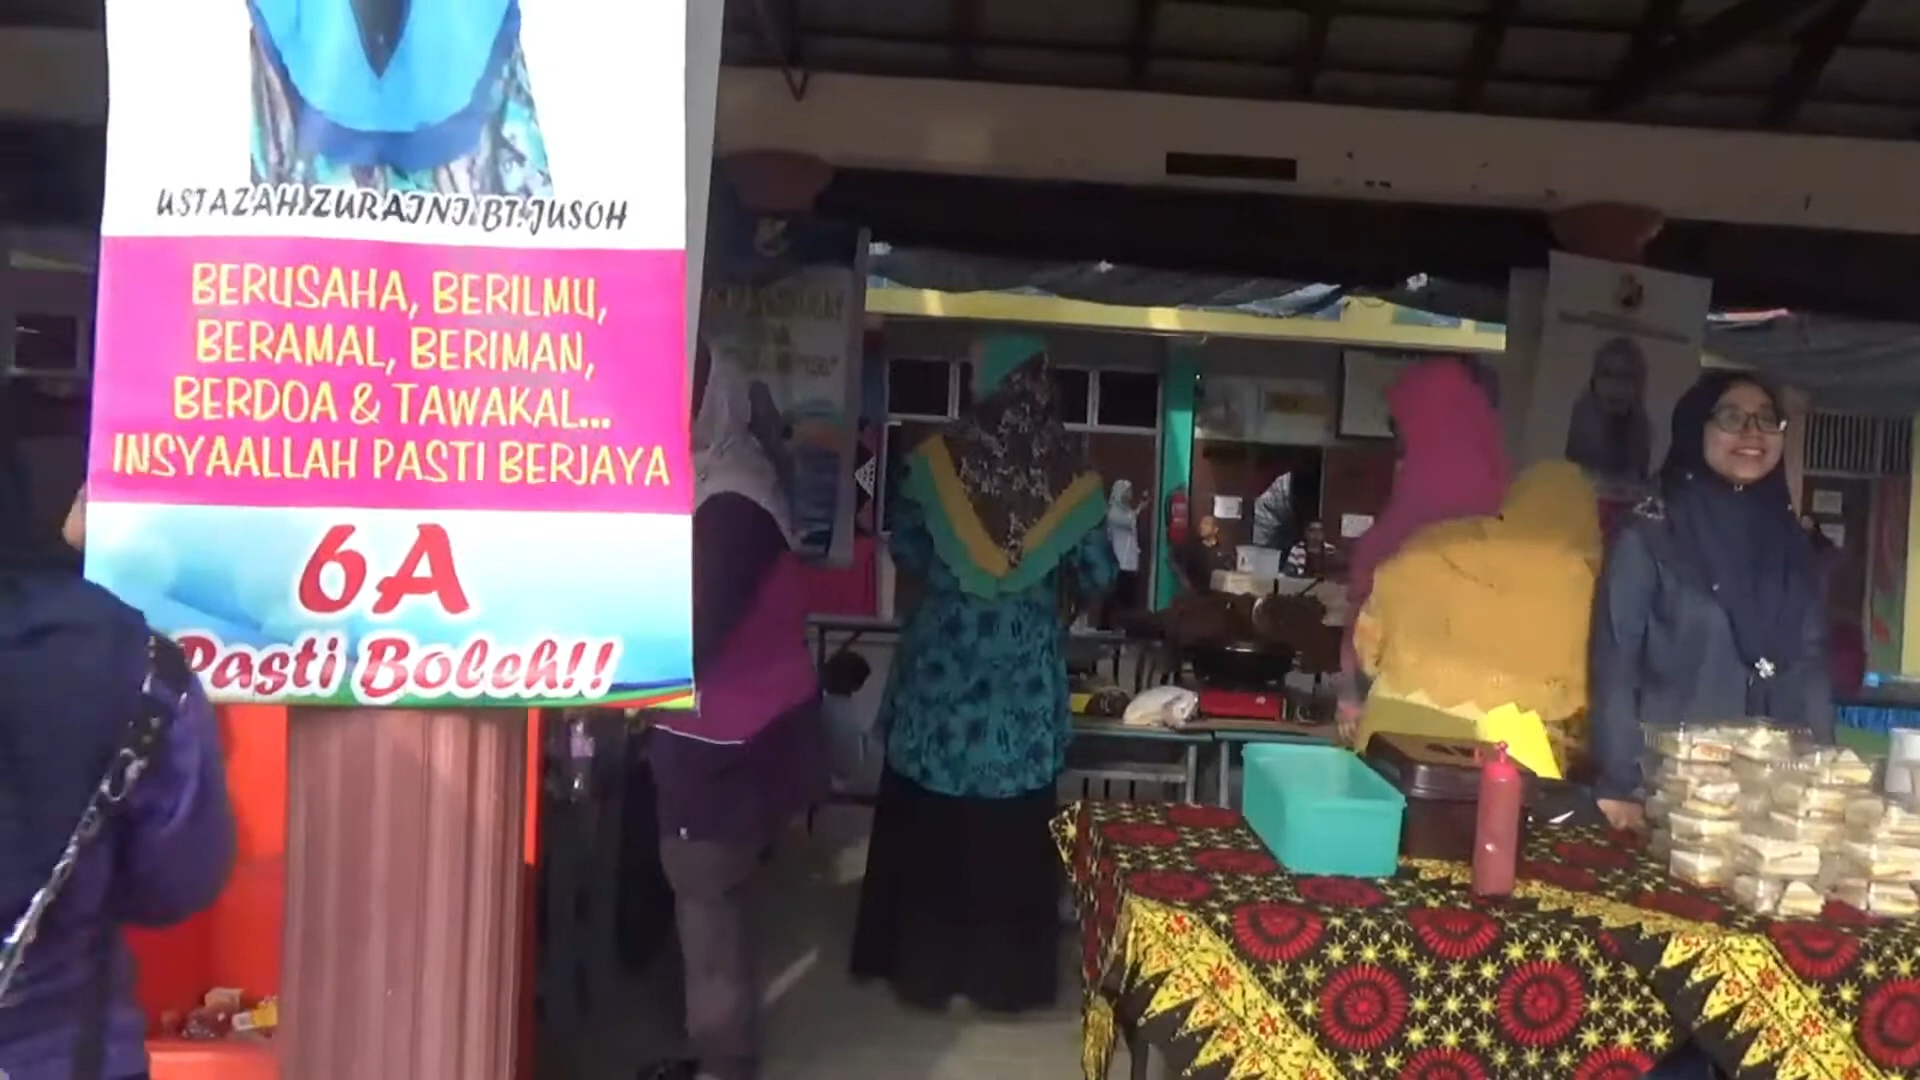 USTAZAH ZURAINI BT. JUSOH
BERUSAHA, BERILMU,
BERAMAL, BERIMAN,
BERDOA & TAWAKAL...
INSYAALLAH PASTI BERJAYA
6A
Pasti Boleh!!